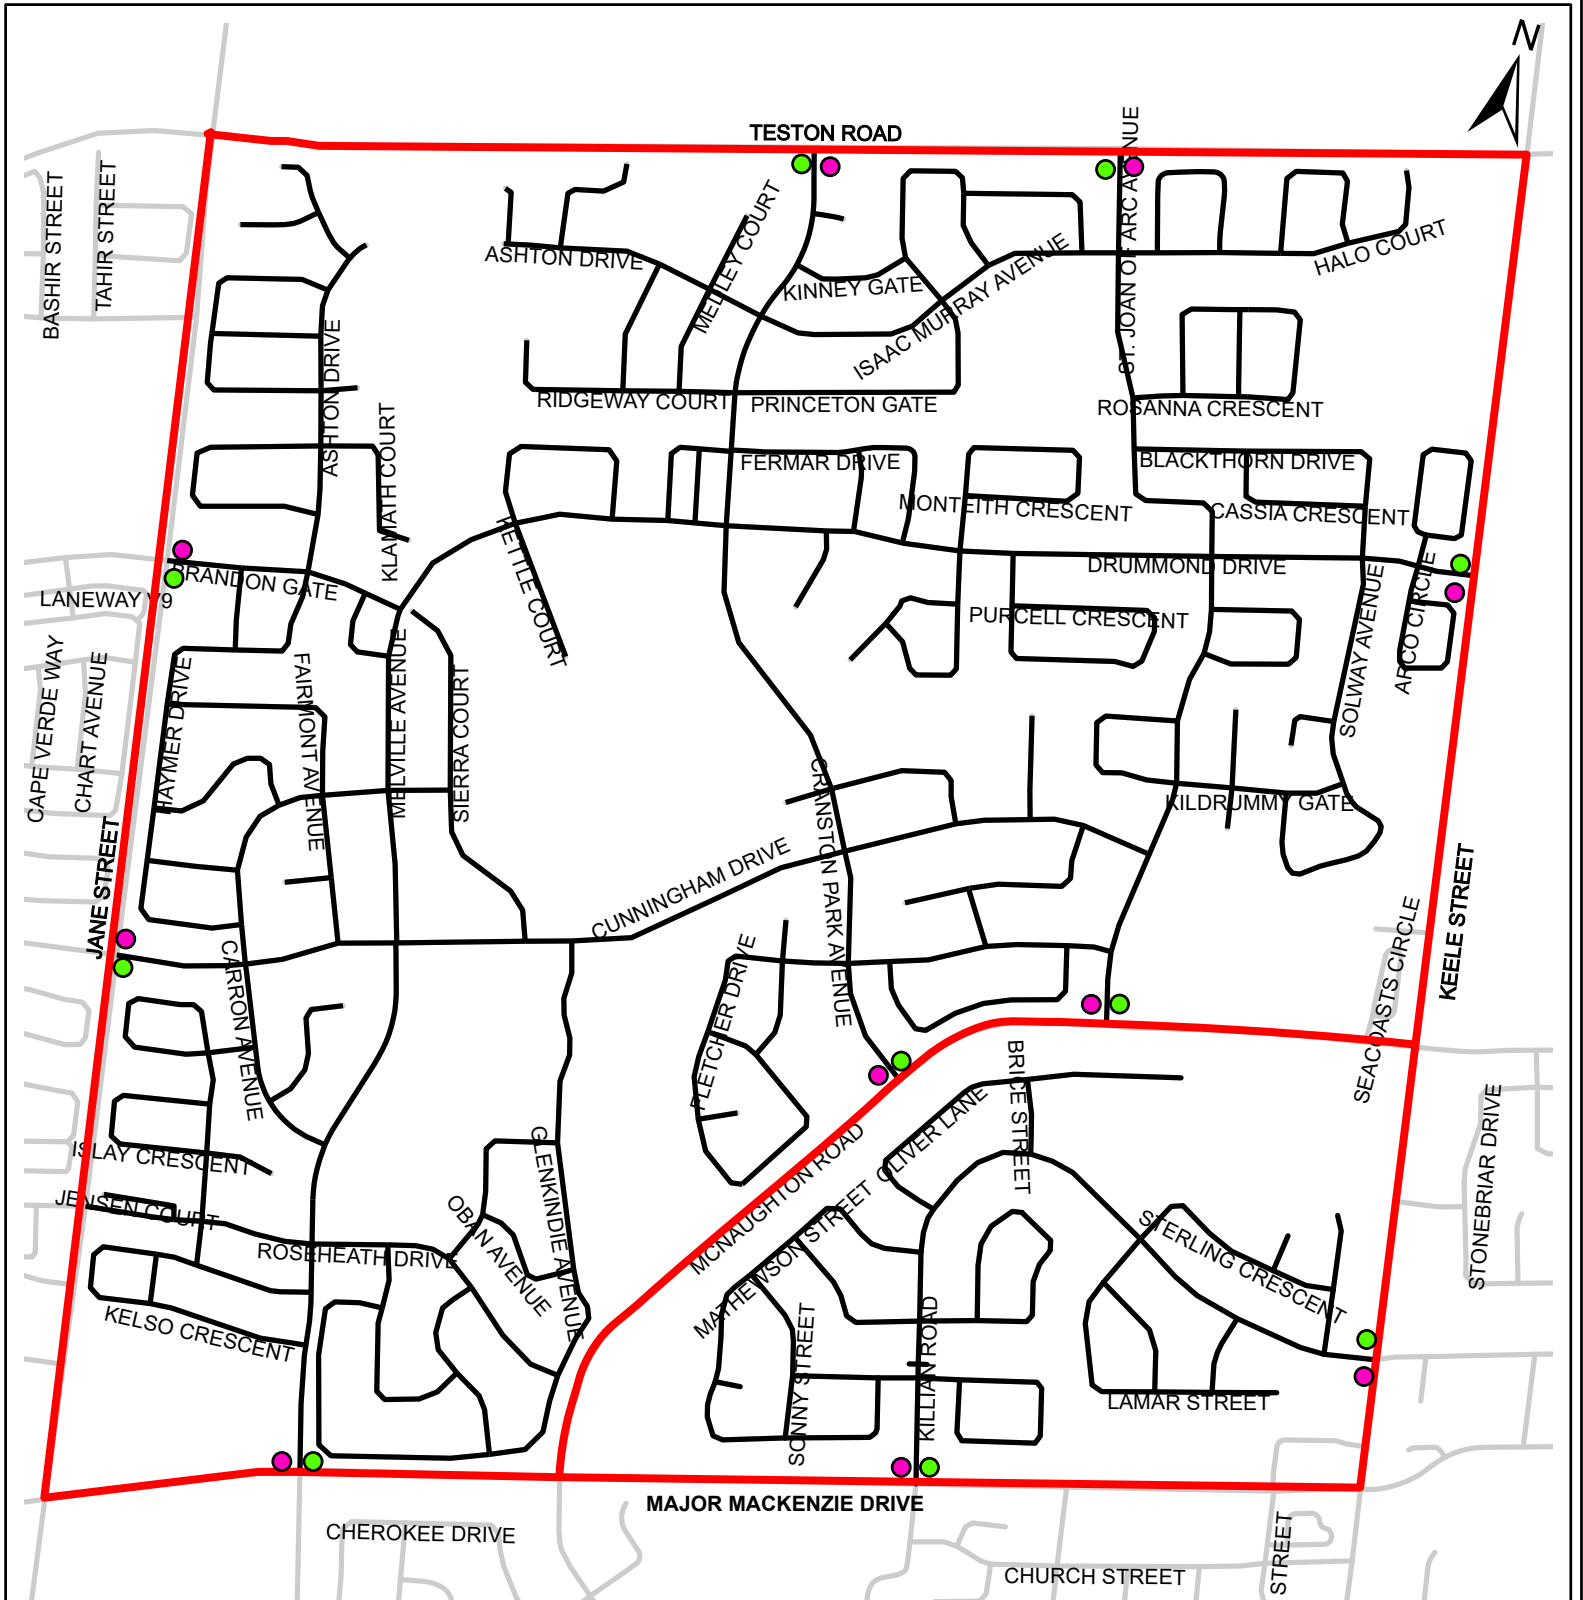 N
TESTON ROAD
ST. JOAN OF ARC AVENUE
BASHIR STREET
TAHIR STREET
ASHTON DRIVE
MEDLEY COURT
KINNEY GATE
ISAAC MURRAY AVENUE
HALO COURT
ASHTON DRIVE
RIDGEWAY COURT
PRINCETON GATE
ROSANNA CRESCENT
KLAMATH COURT
FERMAR DRIVE
BLACKTHORN DRIVE
MONTEITH CRESCENT
CASSIA CRESCENT
KETTLE COURT
BRANDON GATE
DRUMMOND DRIVE
LANEWAY V9
PURCELL CRESCENT
SOLWAY AVENUE
ARCO CIRCLE
CAPE VERDE WAY
CHART AVENUE
HAYMER DRIVE
FAIRMONT AVENUE
MELVILLE AVENUE
SIERRA COURT
CRANSTON PARK AVENUE
KILDRUMMY GATE
JANE STREET
CUNNINGHAM DRIVE
KEELE STREET
SEACOASTS CIRCLE
CARRON AVENUE
FLETCHER DRIVE
BRICE STREET
OLIVER LANE
MCNAUGHTON ROAD
ISLAY CRESCENT
GLENKINDIE AVENUE
STONEBRIAR DRIVE
JENSEN COURT
OBAN AVENUE
MATHEWSON STREET
STERLING CRESCENT
ROSEHEATH DRIVE
KELSO CRESCENT
SONNY STREET
KILLIAN ROAD
LAMAR STREET
MAJOR MACKENZIE DRIVE
CHEROKEE DRIVE
CHURCH STREET
STREET